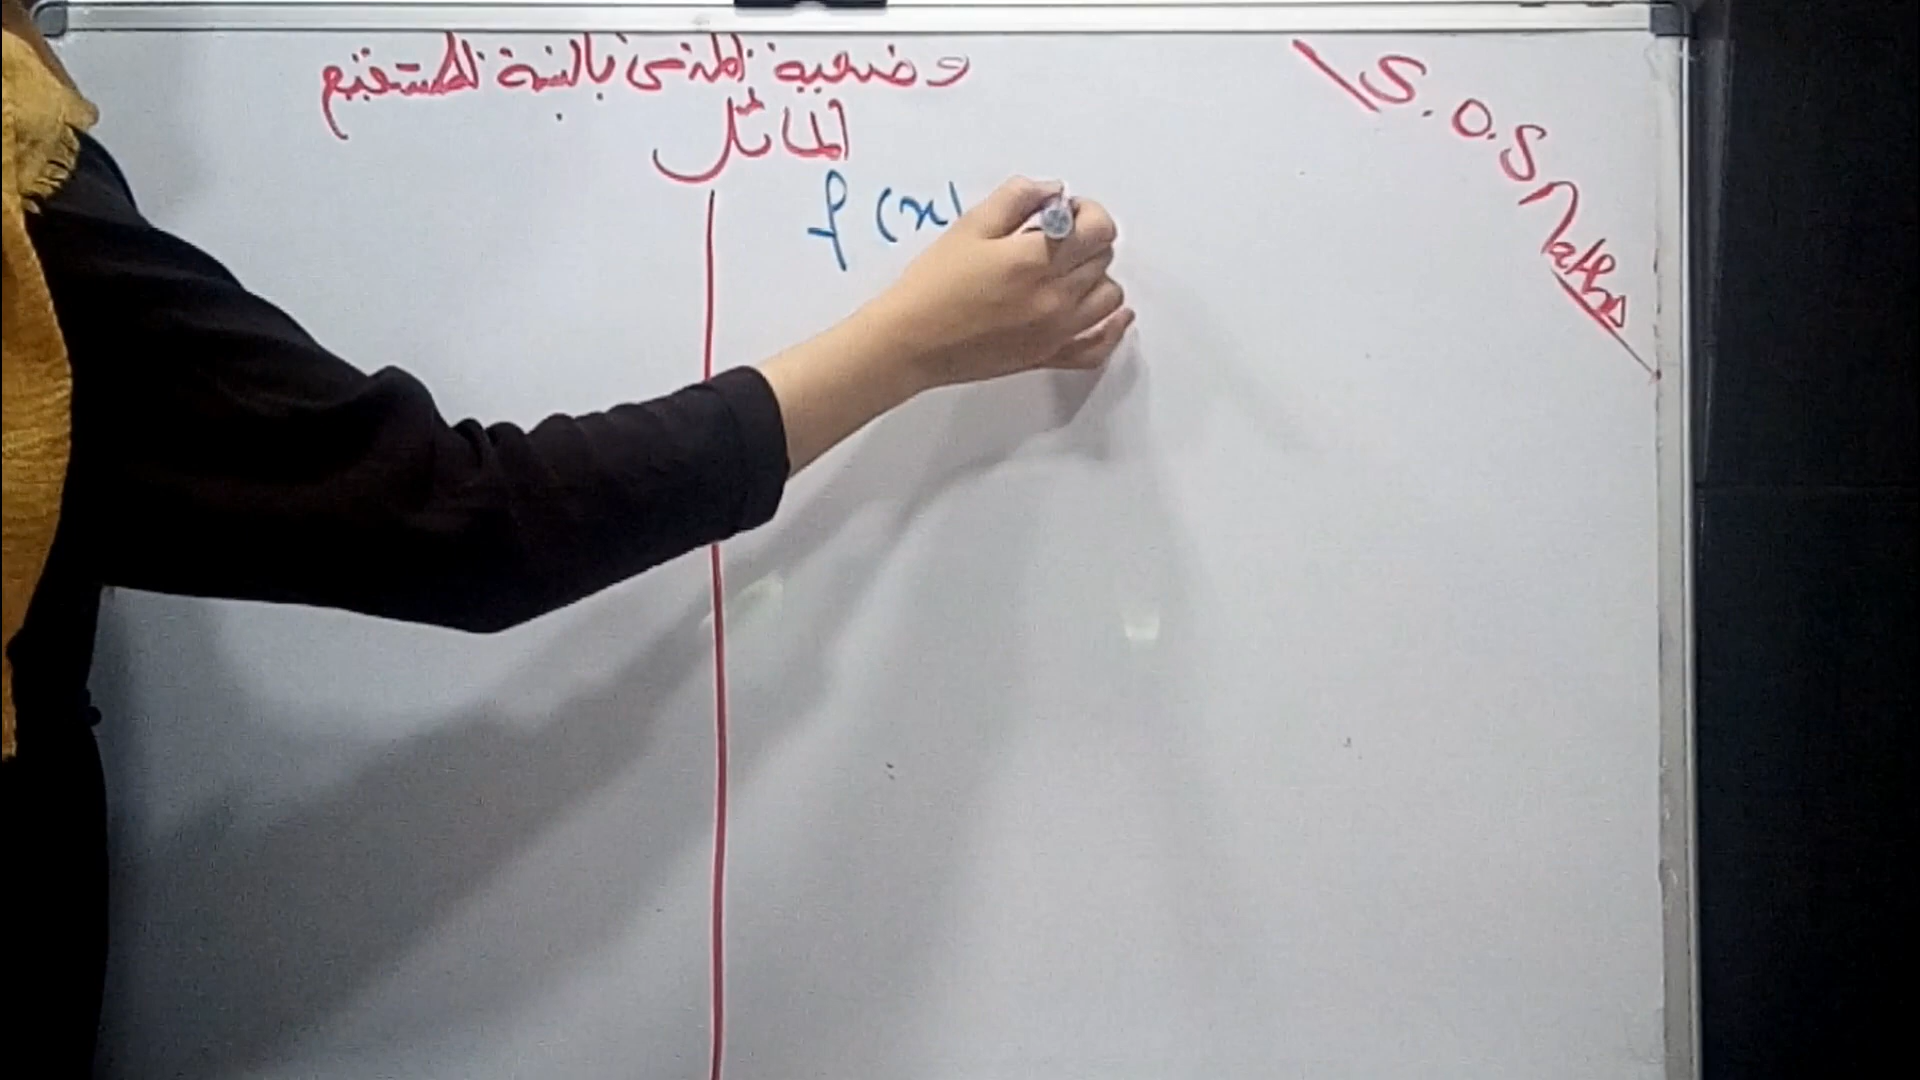 وضعية المنحنى بالنسبة للمستقيم
المائل
f(x)
S.O.S Maths